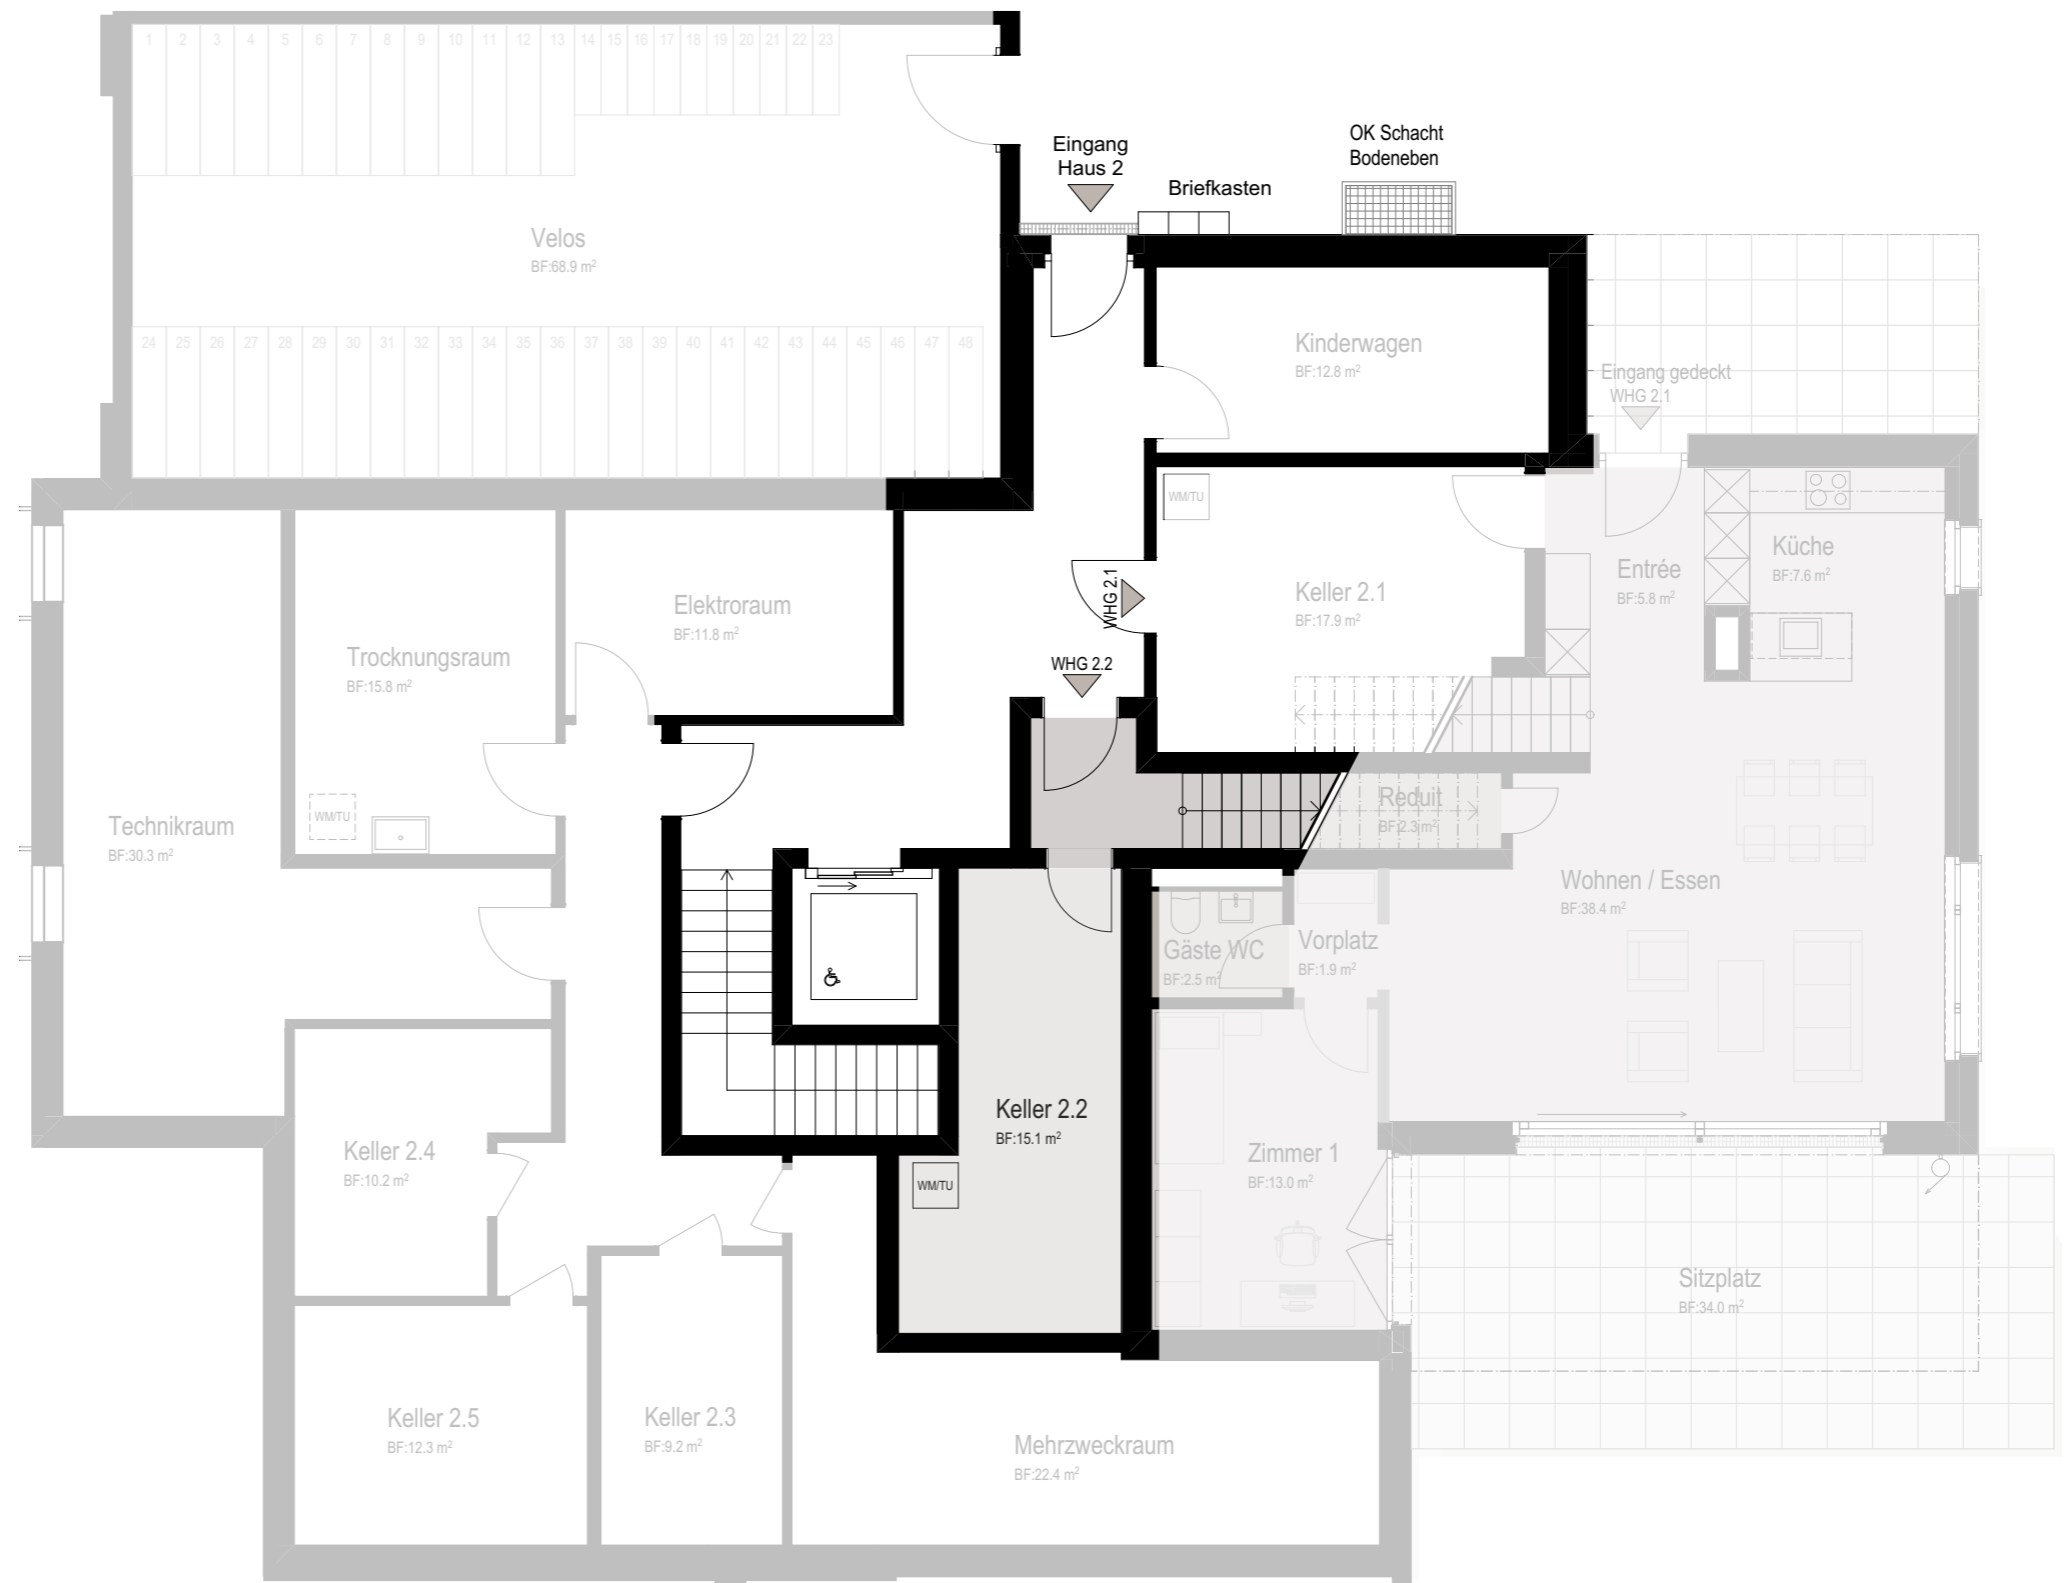 1 2 3 4 5 6 7 8 9 10 11 12 13 14 15 16 17 18 19 20 21 22 23
Eingang
Haus 2
Briefkasten
OK Schacht
Bodeneben
Velos
BF:68.9 m²
24 25 26 27 28 29 30 31 32 33 34 35 36 37 38 39 40 41 42 43 44 45 46 47 48
Kinderwagen
BF:12.8 m²
Eingang gedeckt
WHG 2.1
WM/TU
Keller 2.1
BF:17.9 m²
WHG 2.1
WHG 2.2
Entrée
BF:5.8 m²
Küche
BF:7.6 m²
Elektroraum
BF:11.8 m²
Trocknungsraum
BF:15.8 m²
WM/TU
Technikraum
BF:30.3 m²
Reduit
BF:2.3 m²
Wohnen / Essen
BF:38.4 m²
Gäste WC
BF:2.5 m²
Vorplatz
BF:1.9 m²
Keller 2.2
BF:15.1 m²
WM/TU
Zimmer 1
BF:13.0 m²
Keller 2.4
BF:10.2 m²
Sitzplatz
BF:34.0 m²
Keller 2.5
BF:12.3 m²
Keller 2.3
BF:9.2 m²
Mehrzweckraum
BF:22.4 m²